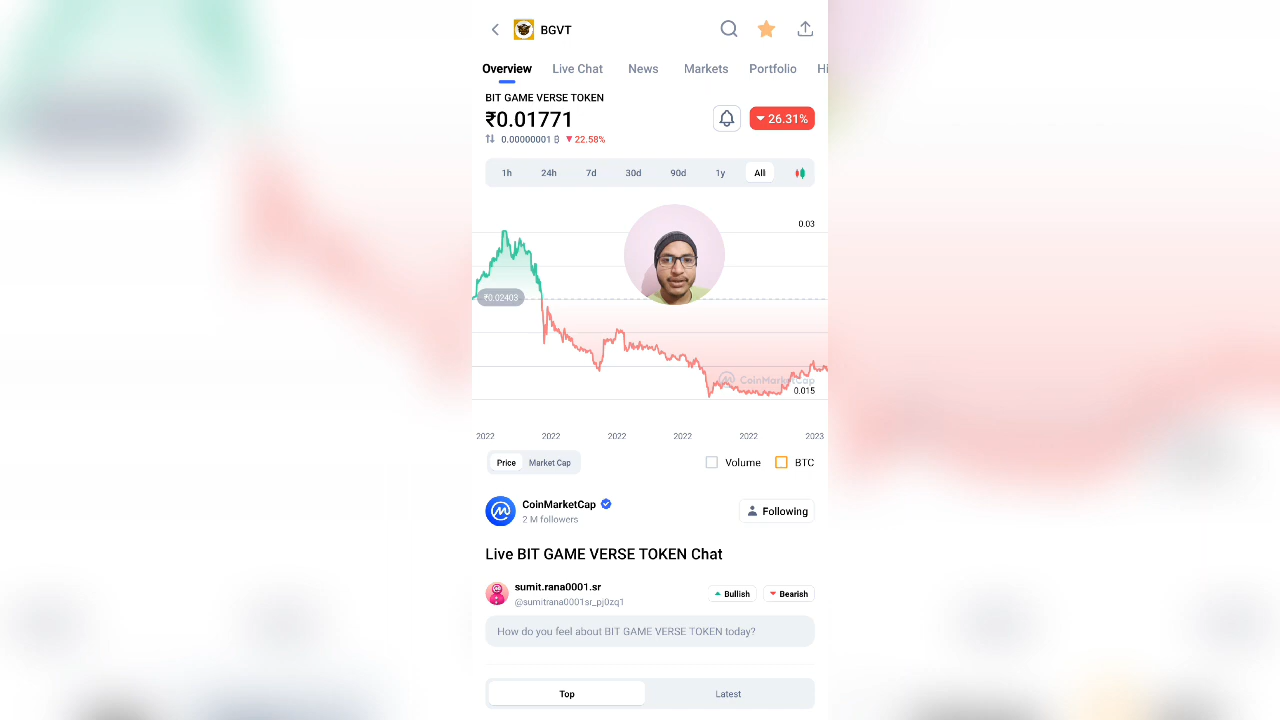 BGVT
Overview Live Chat News Markets Portfolio Hi
BIT GAME VERSE TOKEN
₹0.01771
26.31%
0.00000001 ₿ 22.58%
1h 24h 7d 30d 90d 1y All
0.03
₹0.02403
CoinMarketCap
0.015
2022 2022 2022 2022 2022 2023
Price Market Cap Volume BTC
CoinMarketCap
2 M followers
Following
Live BIT GAME VERSE TOKEN Chat
sumit.rana0001.sr
@sumitrana0001sr_pj0zq1
Bullish Bearish
How do you feel about BIT GAME VERSE TOKEN today?
Top Latest